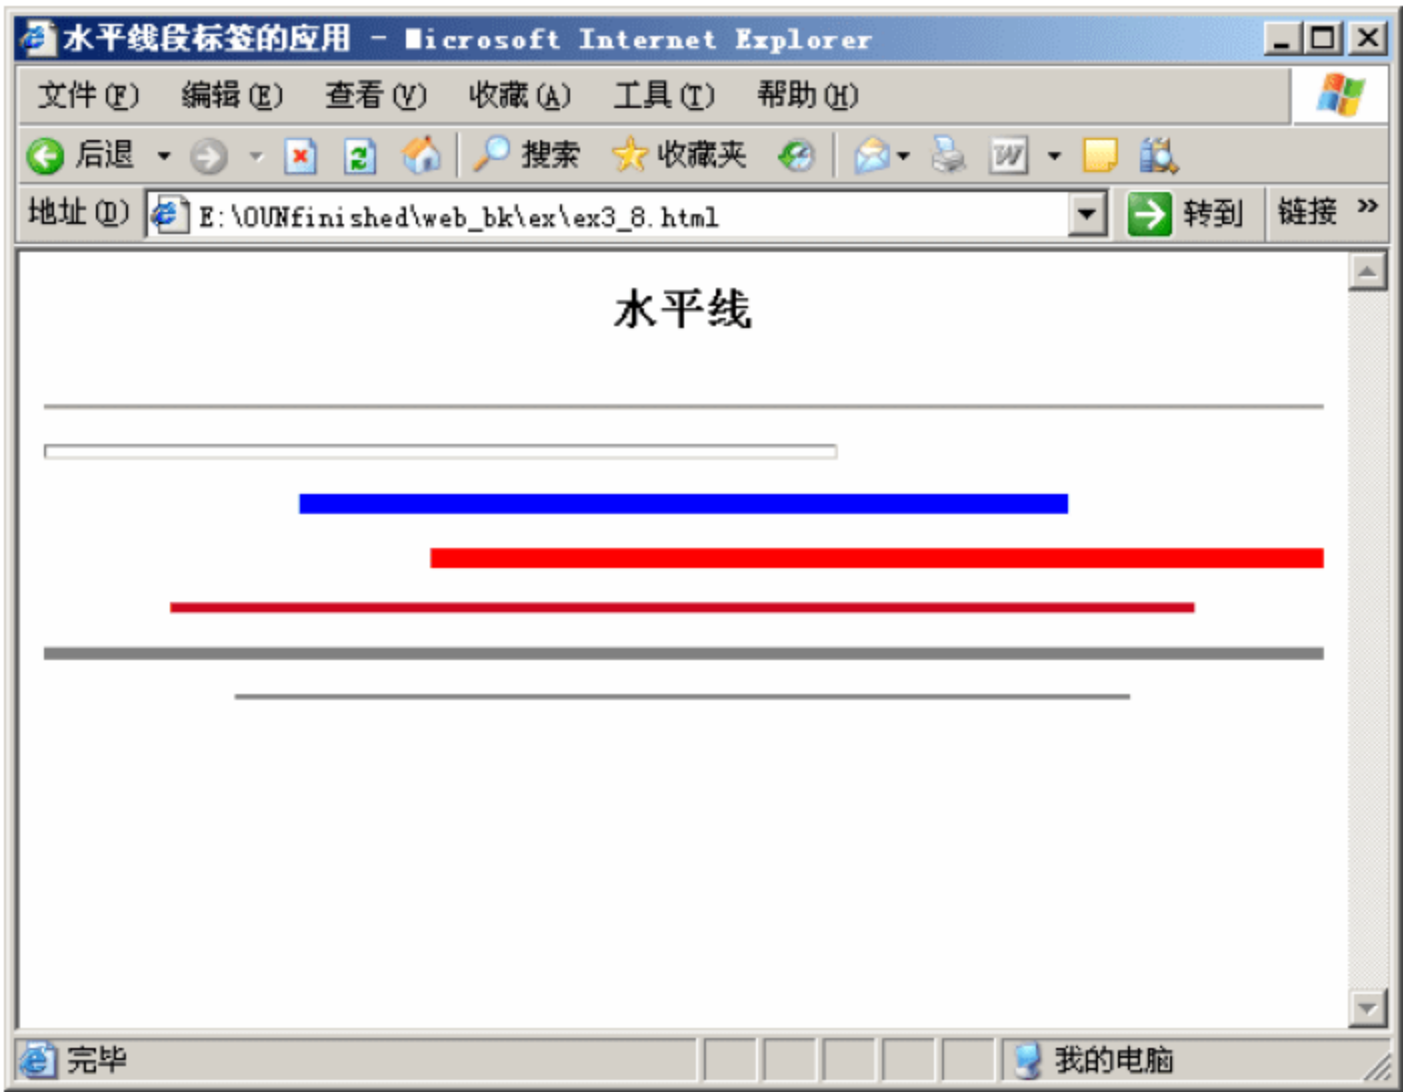 水平线段标签的应用 - Microsoft Internet Explorer
文件(F) 编辑(E) 查看(V) 收藏(A) 工具(T) 帮助(H)
后退 搜索 收藏夹 W
地址(D) E:\OUNfinished\web_bk\ex\ex3_8.html 转到 链接 »
水平线
完毕 我的电脑